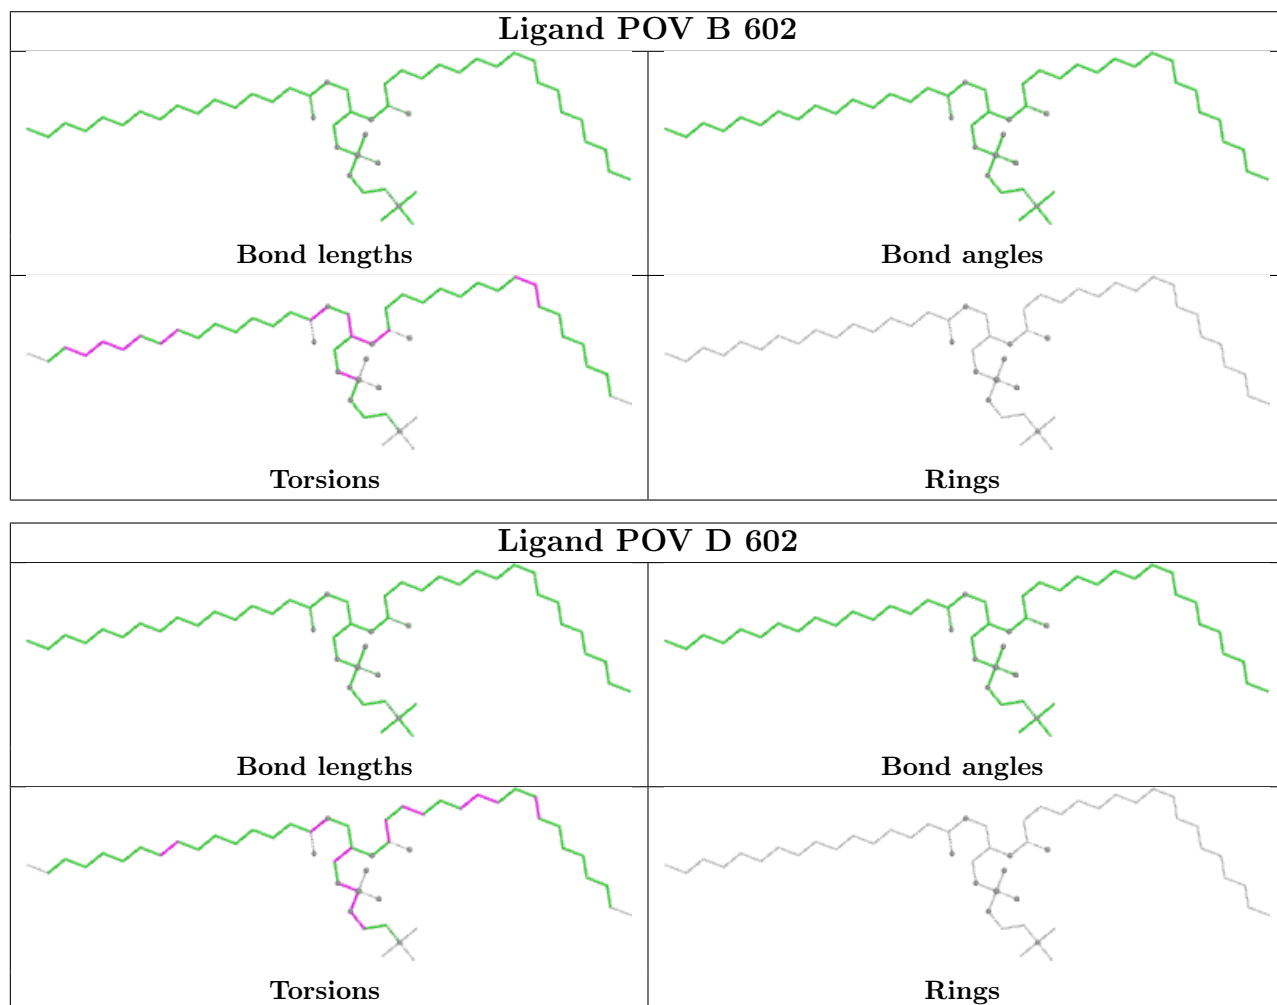 Ligand POV B 602
Bond lengths
Bond angles
Torsions
Rings
Ligand POV D 602
Bond lengths
Bond angles
Torsions
Rings